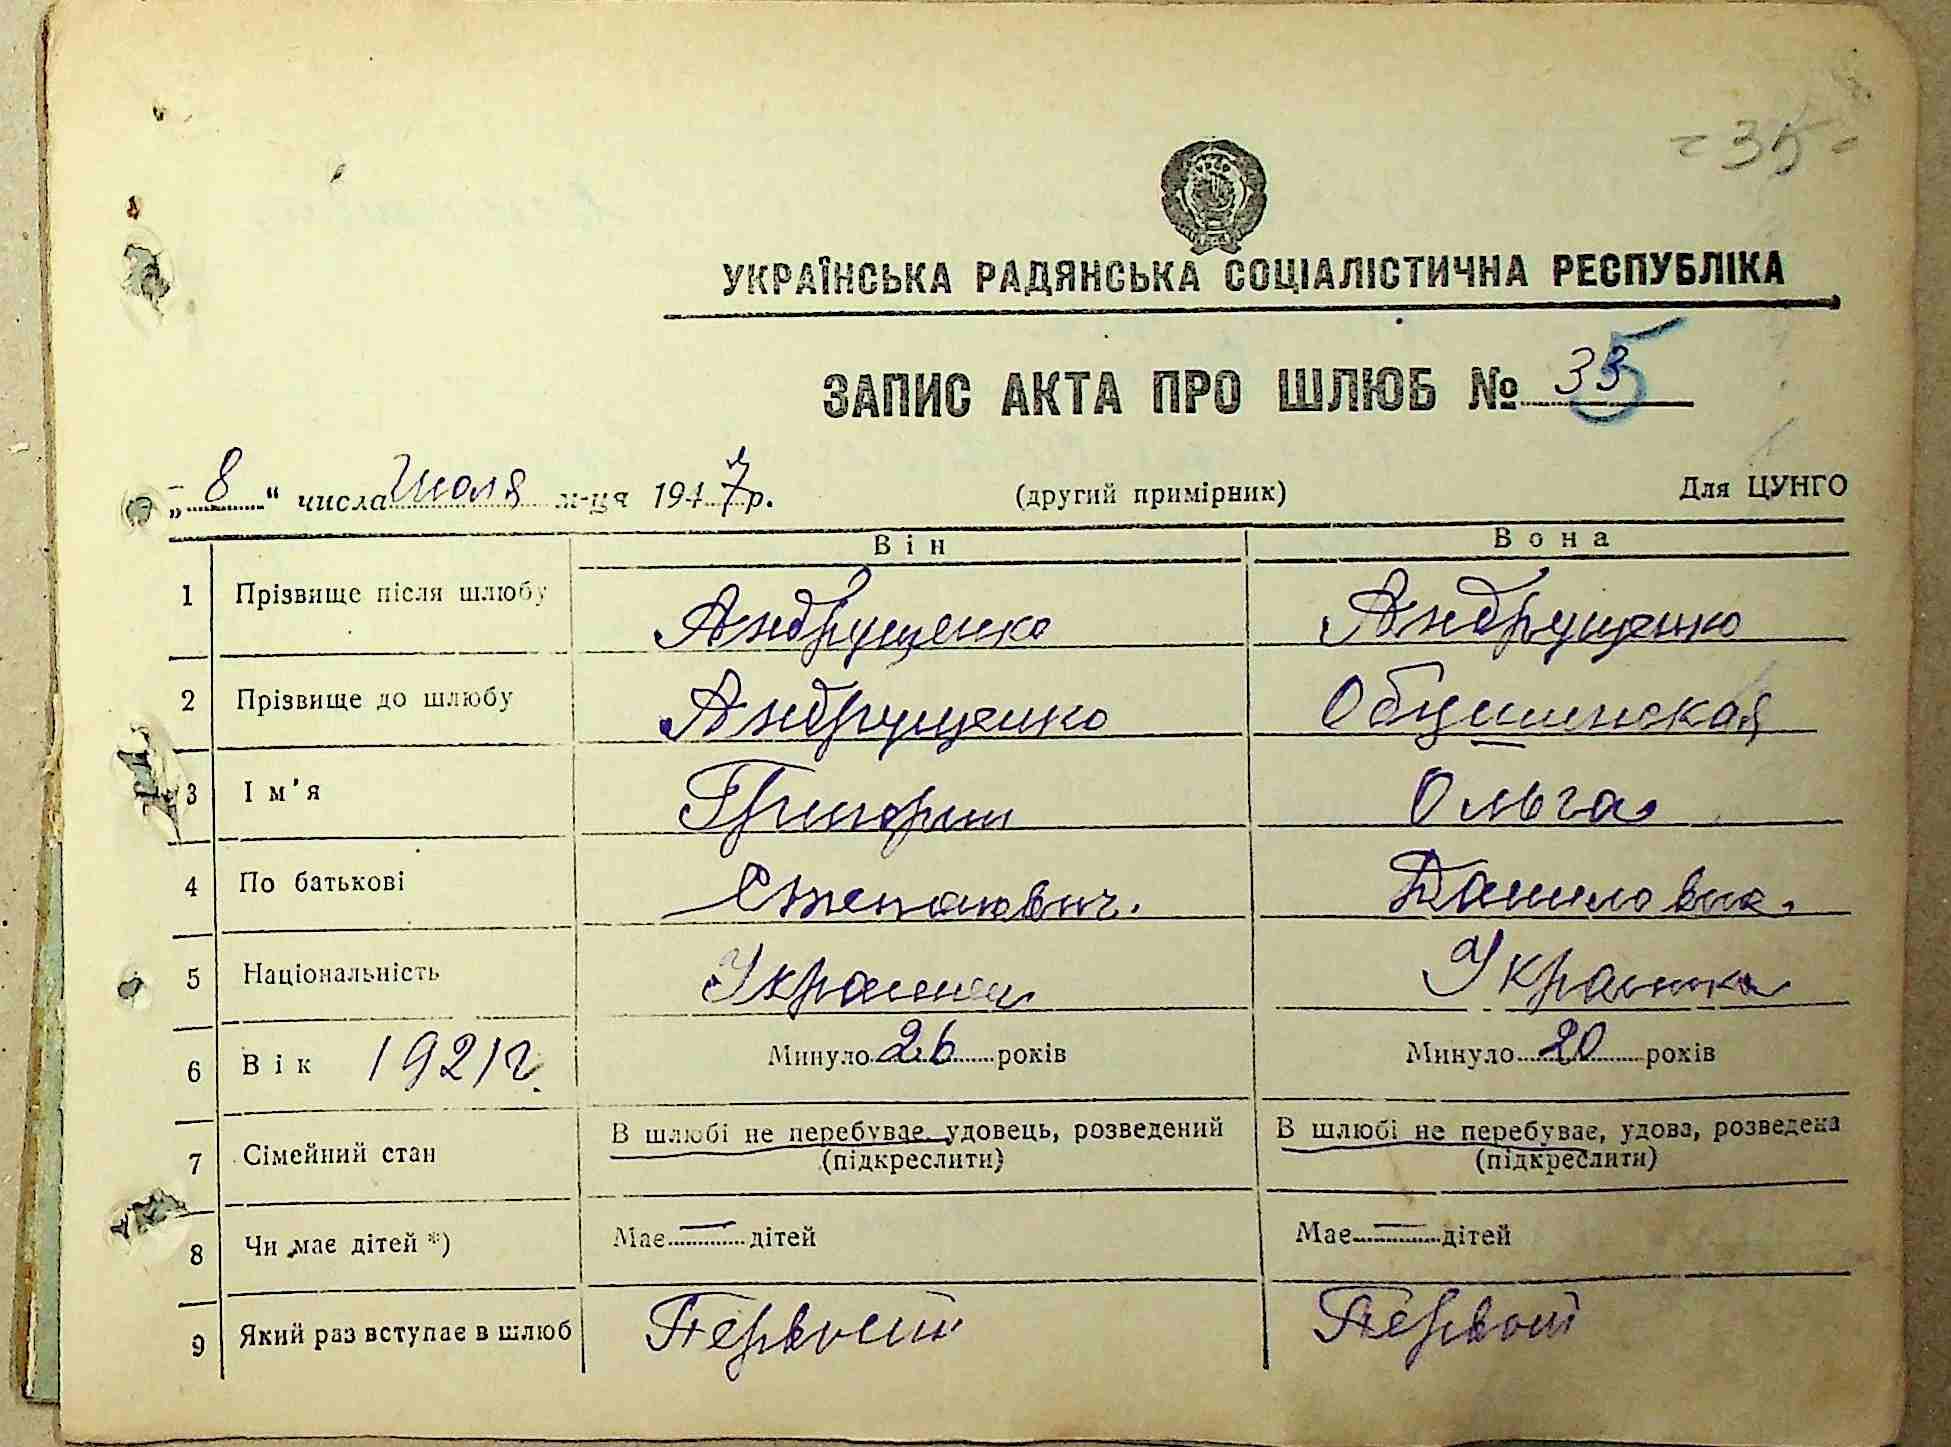 - 35 -
УКРАЇНСЬКА РАДЯНСЬКА СОЦІАЛІСТИЧНА РЕСПУБЛІКА
ЗАПИС АКТА ПРО ШЛЮБ № 335
„8“ числа Июля м-ця 1947 р. (другий примірник) Для ЦУНГО
Він Вона
1 Прізвище після шлюбу Андрущенко Андрущенко
2 Прізвище до шлюбу Андрущенко Обушинская
3 Ім'я Григорий Ольга
4 По батькові Степанович. Даниловна.
5 Національність Украинец Украинка
6 Вік 1921г. Минуло 26 років Минуло 20 років
7 Сімейний стан В шлюбі не перебуває, удовець, розведений В шлюбі не перебуває, удова, розведена
(підкреслити) (підкреслити)
8 Чи має дітей *) Має — дітей Має — дітей
9 Який раз вступає в шлюб Первый Первый